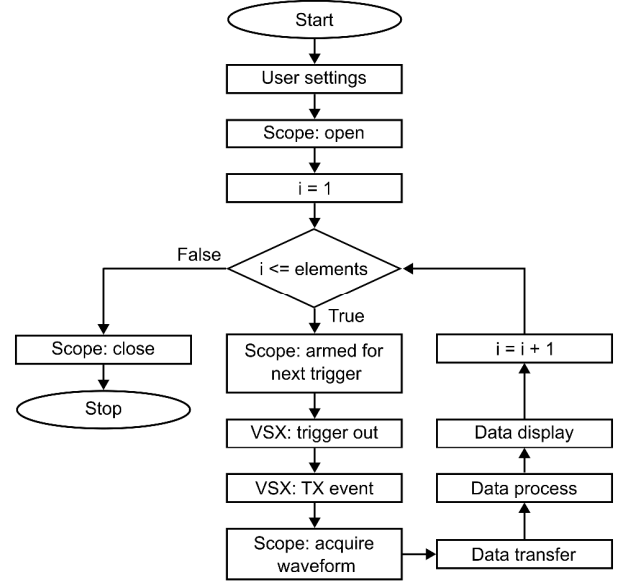 Start
User settings
Scope: open
i = 1
i <= elements
False
True
Scope: close
Stop
Scope: armed for
next trigger
VSX: trigger out
VSX: TX event
Scope: acquire
waveform
Data transfer
Data process
Data display
i = i + 1